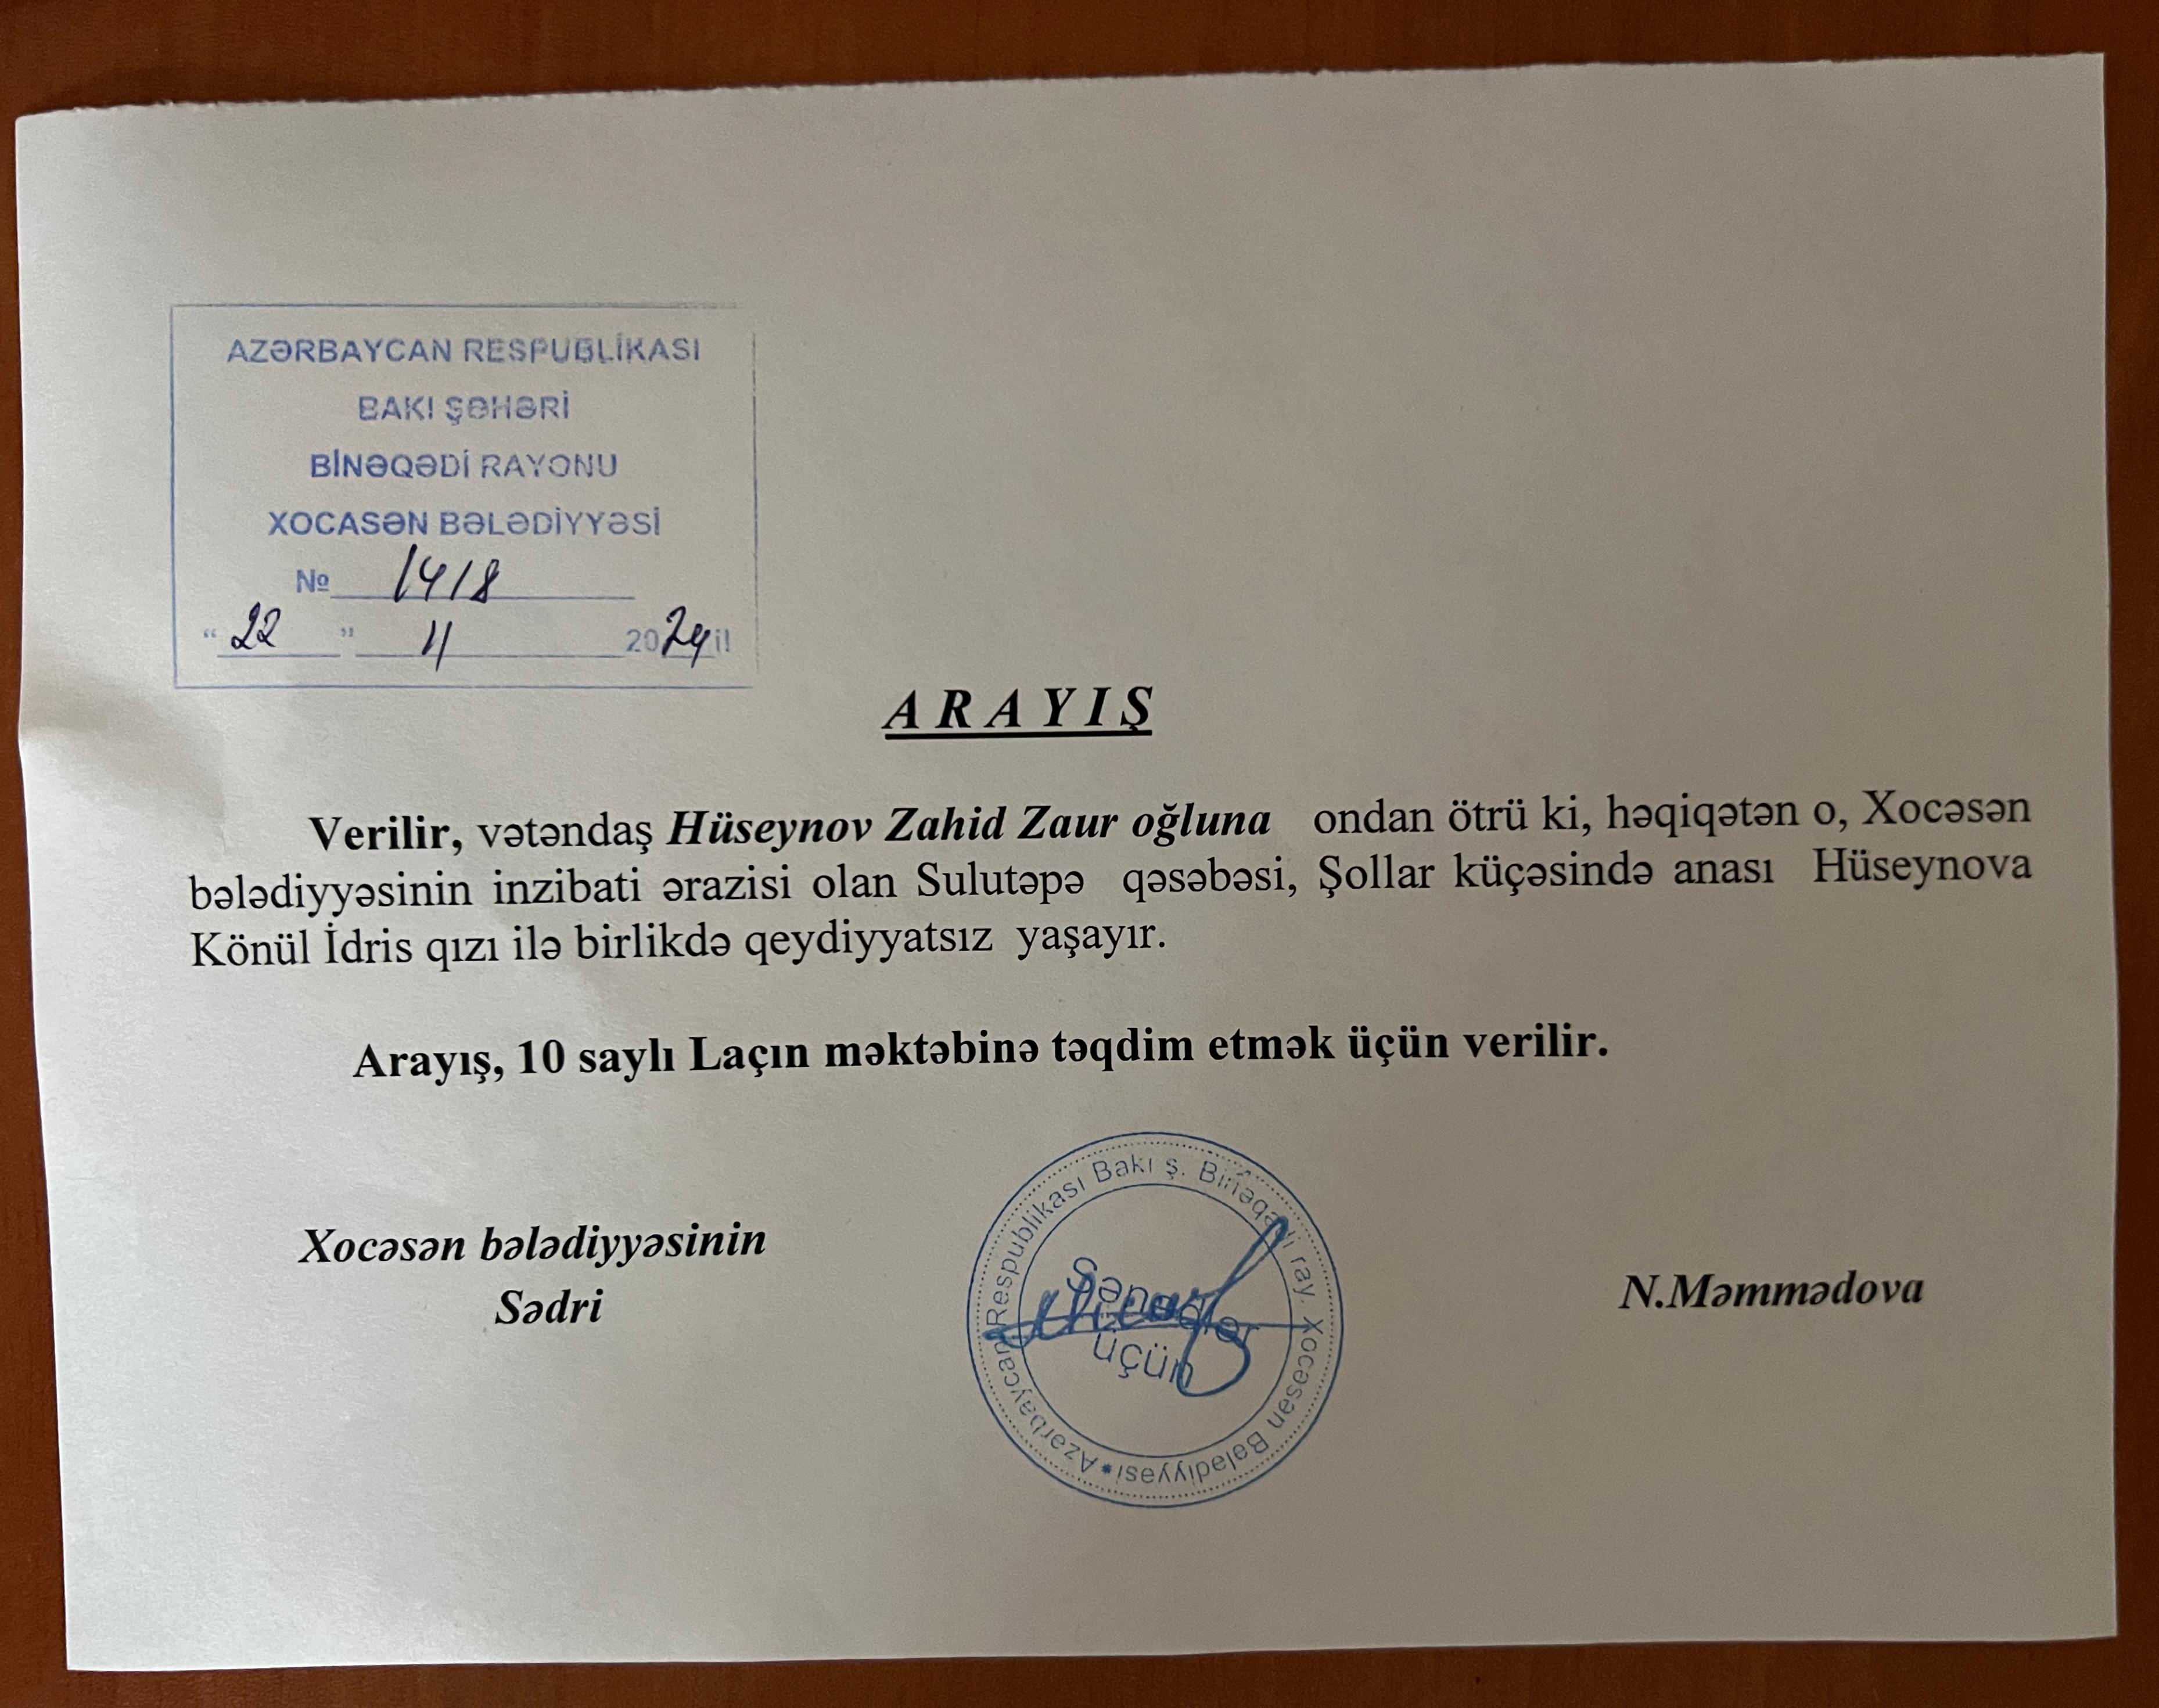 AZƏRBAYCAN RESPUBLİKASI
BAKI ŞƏHƏRİ
BİNƏQƏDİ RAYONU
XOCASƏN BƏLƏDİYYƏSİ
№ 1418
“ 22 ” 11 2024 il
ARAYIŞ
Verilir, vətəndaş Hüseynov Zahid Zaur oğluna ondan ötrü ki, həqiqətən o, Xocəsən
bələdiyyəsinin inzibati ərazisi olan Sulutəpə qəsəbəsi, Şollar küçəsində anası Hüseynova
Könül İdris qızı ilə birlikdə qeydiyyatsız yaşayır.
Arayış, 10 saylı Laçın məktəbinə təqdim etmək üçün verilir.
Xocəsən bələdiyyəsinin
Sədri
Azərbaycan Respublikası Bakı ş. Binəqədi ray. Xocəsən Bələdiyyəsi
Sənədlər
üçün
N.Məmmədova